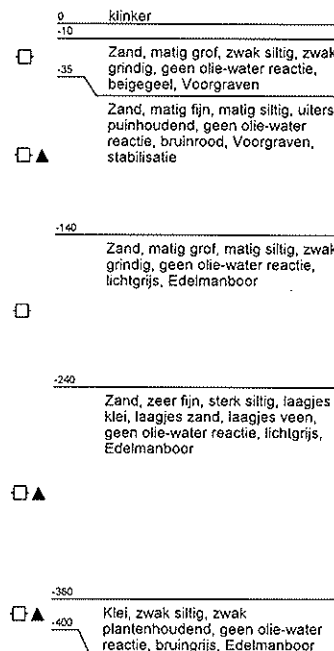 0 klinker
-10
Zand, matig grof, zwak siltig, zwak
grindig, geen olie-water reactie,
-35
beigegeel, Voorgraven
Zand, matig fijn, matig siltig, uiters
puinhoudend, geen olie-water
reactie, bruinrood, Voorgraven,
stabilisatie
-140
Zand, matig grof, matig siltig, zwak
grindig, geen olie-water reactie,
lichtgrijs, Edelmanboor
-240
Zand, zeer fijn, sterk siltig, laagjes
klei, laagjes zand, laagjes veen,
geen olie-water reactie, lichtgrijs,
Edelmanboor
-380
Klei, zwak siltig, zwak
-400
plantenhoudend, geen olie-water
reactie, bruingrijs, Edelmanboor